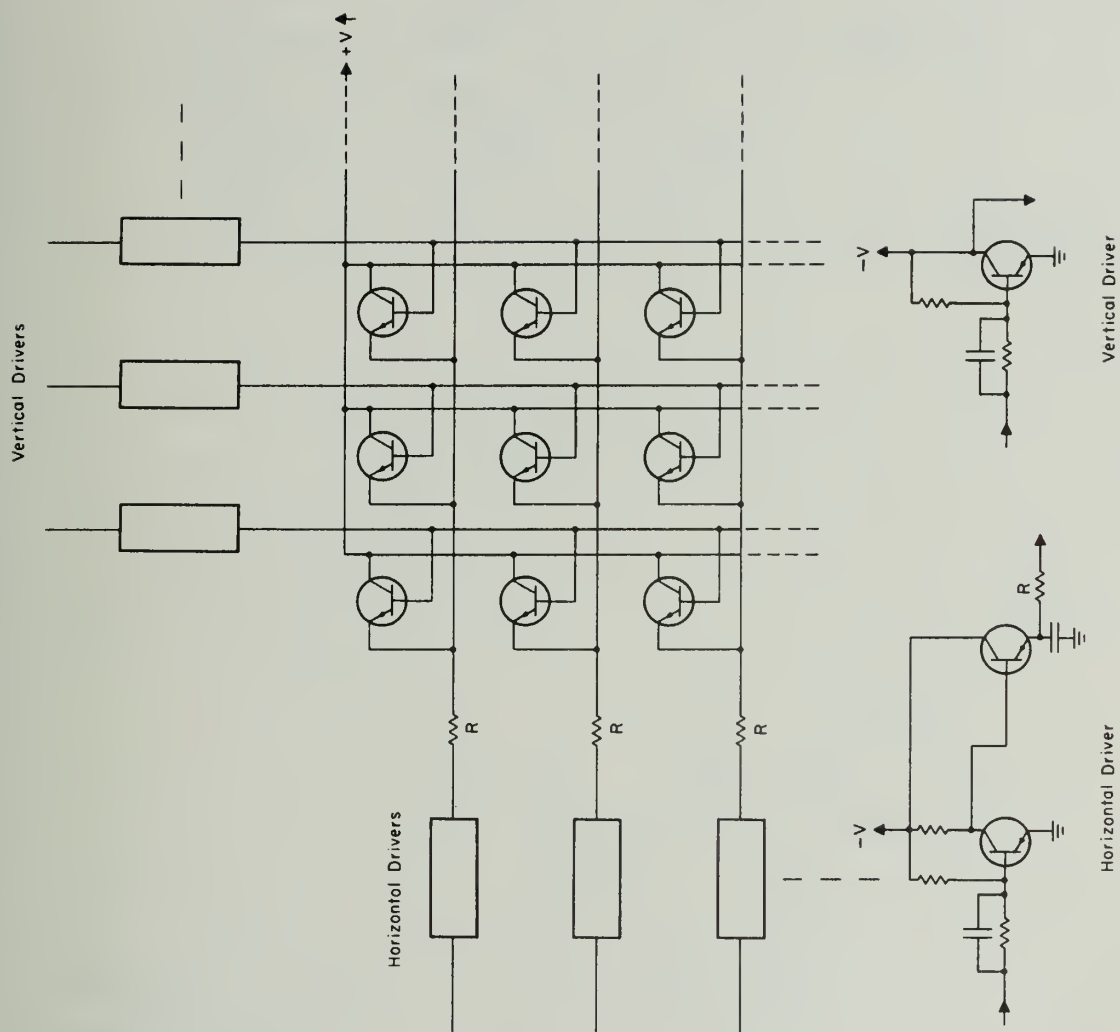 Vertical Drivers
+V
Horizontal Drivers
R
R
R
-V
R
Horizontal Driver
-V
Vertical Driver